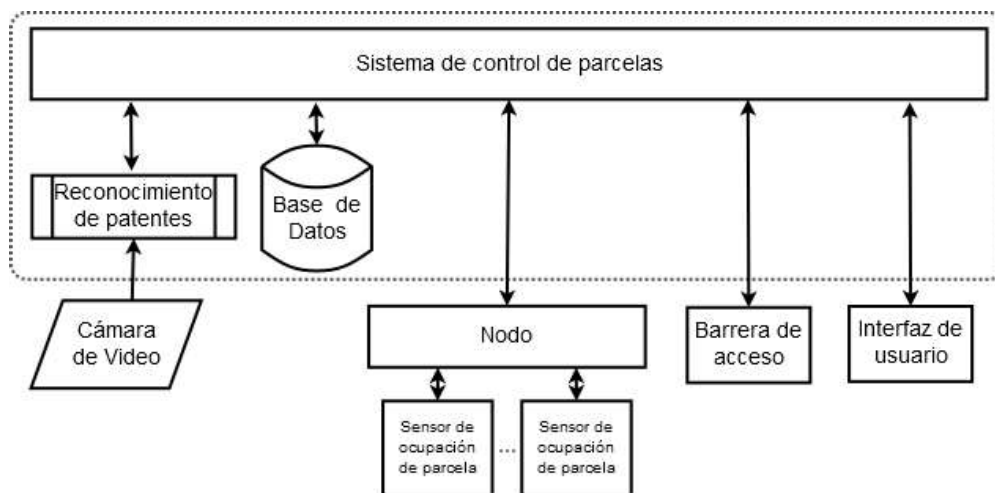 Sistema de control de parcelas
Reconocimiento
de patentes
Base de
Datos
Cámara
de Video
Nodo
Barrera de
acceso
Interfaz de
usuario
Sensor de
ocupación
de parcela
...
Sensor de
ocupación
de parcela